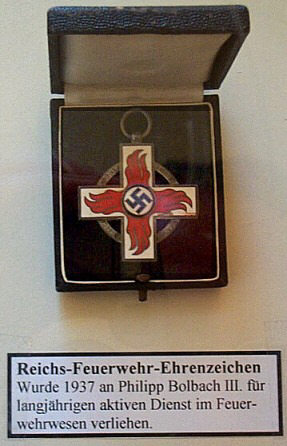 Reichs-Feuerwehr-Ehrenzeichen
Wurde 1937 an Philipp Bolbach III. für
langjährigen aktiven Dienst im Feuer-
wehrwesen verliehen.